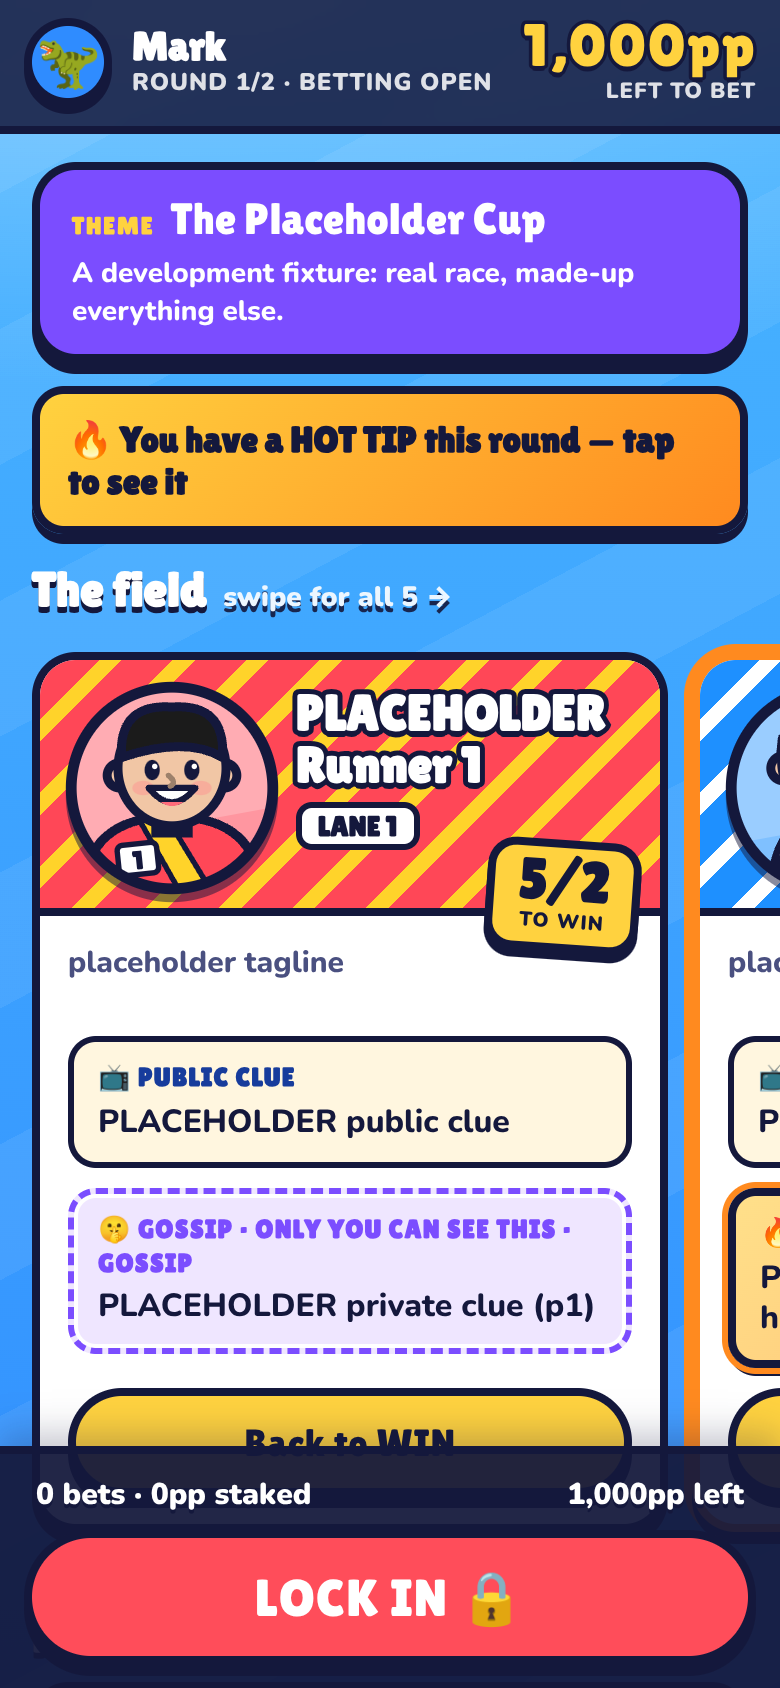 Mark
ROUND 1/2 · BETTING OPEN
1,000pp
LEFT TO BET
THEME The Placeholder Cup
A development fixture: real race, made-up
everything else.
🔥 You have a HOT TIP this round — tap
to see it
The field swipe for all 5 →
PLACEHOLDER
Runner 1
LANE 1
1
5/2
TO WIN
placeholder tagline
plac
📺 PUBLIC CLUE
PLACEHOLDER public clue
P
🤫 GOSSIP · ONLY YOU CAN SEE THIS ·
GOSSIP
PLACEHOLDER private clue (p1)
P
h
Back to WIN
0 bets · 0pp staked
1,000pp left
LOCK IN 🔒